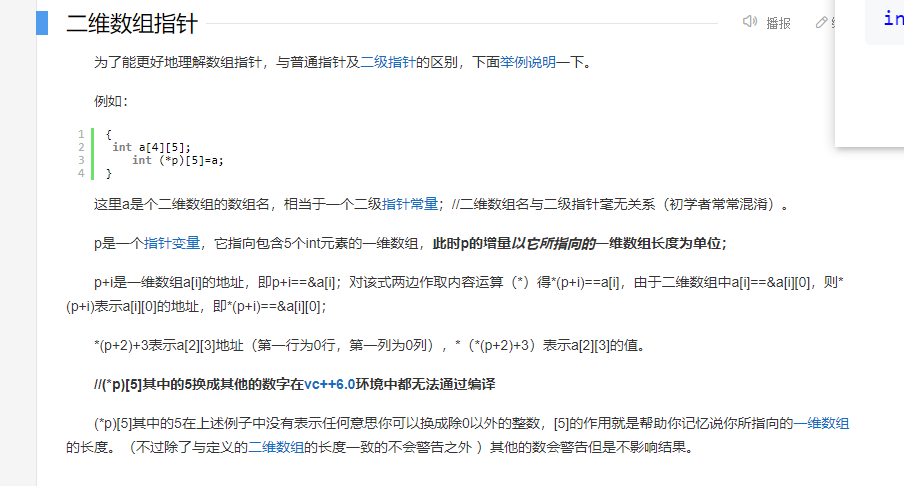 二维数组指针
播报
in
为了能更好地理解数组指针，与普通指针及二级指针的区别，下面举例说明一下。
例如：
1 {
2 int a[4][5];
3 int (*p)[5]=a;
4 }
这里a是个二维数组的数组名，相当于一个二级指针常量；//二维数组名与二级指针毫无关系（初学者常常混淆）。
p是一个指针变量，它指向包含5个int元素的一维数组，此时p的增量以它所指向的一维数组长度为单位；
p+i是一维数组a[i]的地址，即p+i==&a[i]；对该式两边作取内容运算（*）得*(p+i)==a[i]，由于二维数组中a[i]==&a[i][0]，则*
(p+i)表示a[i][0]的地址，即*(p+i)==&a[i][0]；
*(p+2)+3表示a[2][3]地址（第一行为0行，第一列为0列），*（*(p+2)+3）表示a[2][3]的值。
//(*p)[5]其中的5换成其他的数字在vc++6.0环境中都无法通过编译
(*p)[5]其中的5在上述例子中没有表示任何意思你可以换成除0以外的整数，[5]的作用就是帮助你记忆说你所指向的一维数组
的长度。（不过除了与定义的二维数组的长度一致的不会警告之外 ）其他的数会警告但是不影响结果。